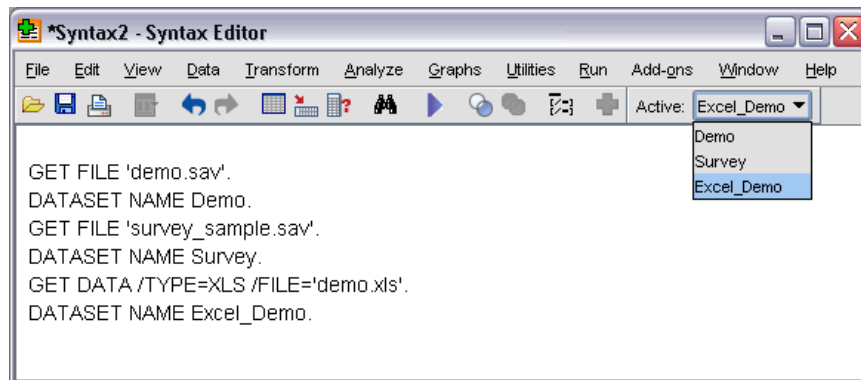 *Syntax2 - Syntax Editor
File Edit View Data Transform Analyze Graphs Utilities Run Add-ons Window Help
Active: Excel_Demo
Demo
Survey
Excel_Demo
GET FILE 'demo.sav'.
DATASET NAME Demo.
GET FILE 'survey_sample.sav'.
DATASET NAME Survey.
GET DATA /TYPE=XLS /FILE='demo.xls'.
DATASET NAME Excel_Demo.